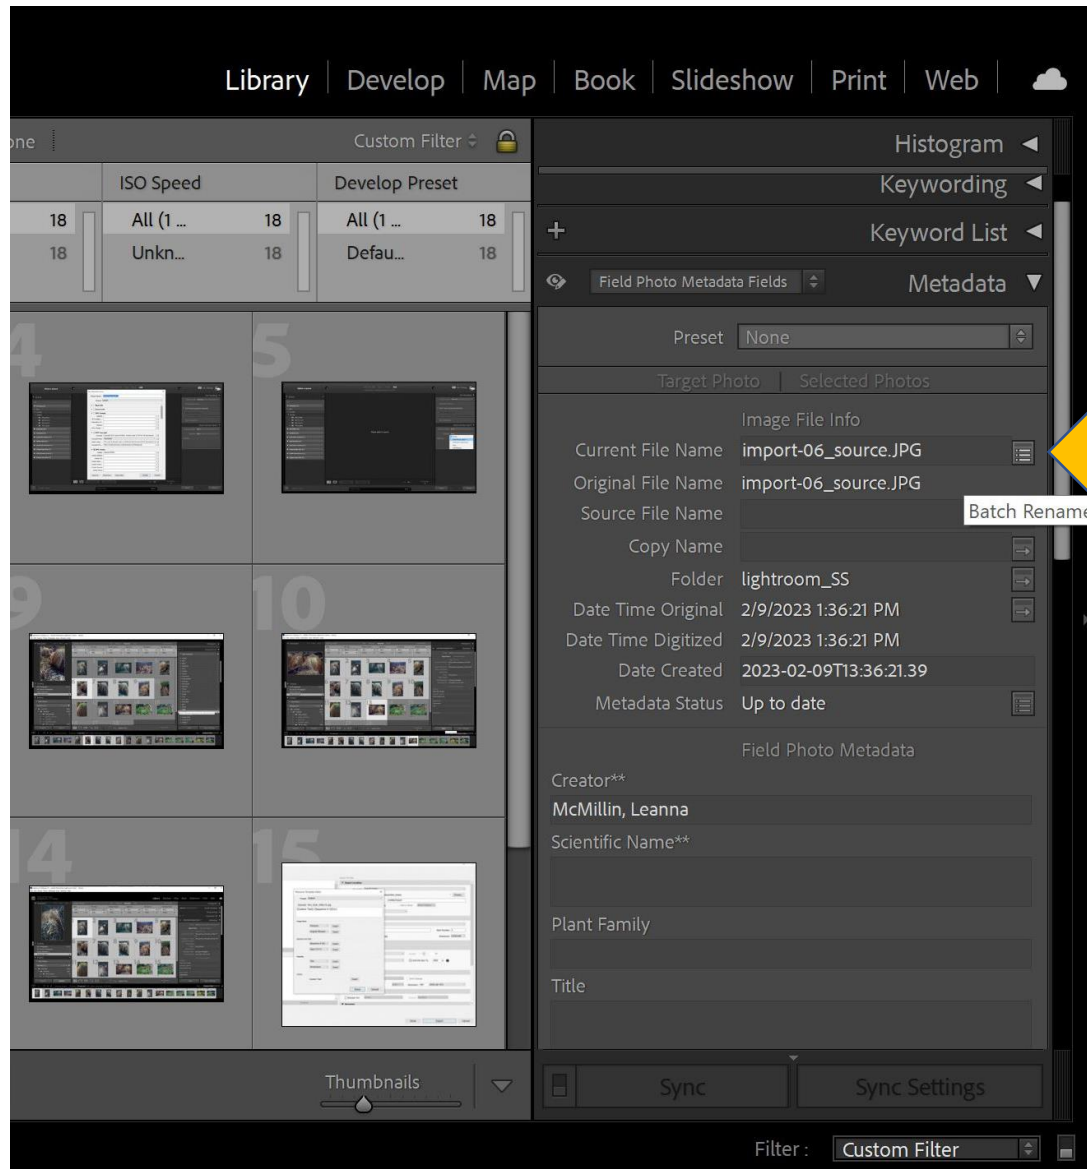 Library | Develop | Map | Book | Slideshow | Print | Web
Custom Filter
Histogram
ISO Speed Develop Preset
Keywording
18 All (1 ... 18 All (1 ... 18
Keyword List
18 Unkn... 18 Defau... 18
Field Photo Metadata Fields Metadata
Preset None
4 5
Target Photo | Selected Photos
Image File Info
Current File Name import-06_source.JPG
Original File Name import-06_source.JPG
Source File Name
Batch Rename
Copy Name
Folder lightroom_SS
9 10
Date Time Original 2/9/2023 1:36:21 PM
Date Time Digitized 2/9/2023 1:36:21 PM
Date Created 2023-02-09T13:36:21.39
Metadata Status Up to date
Field Photo Metadata
Creator**
McMillin, Leanna
Scientific Name**
14 15
Plant Family
Title
Thumbnails
Sync Sync Settings
Filter : Custom Filter